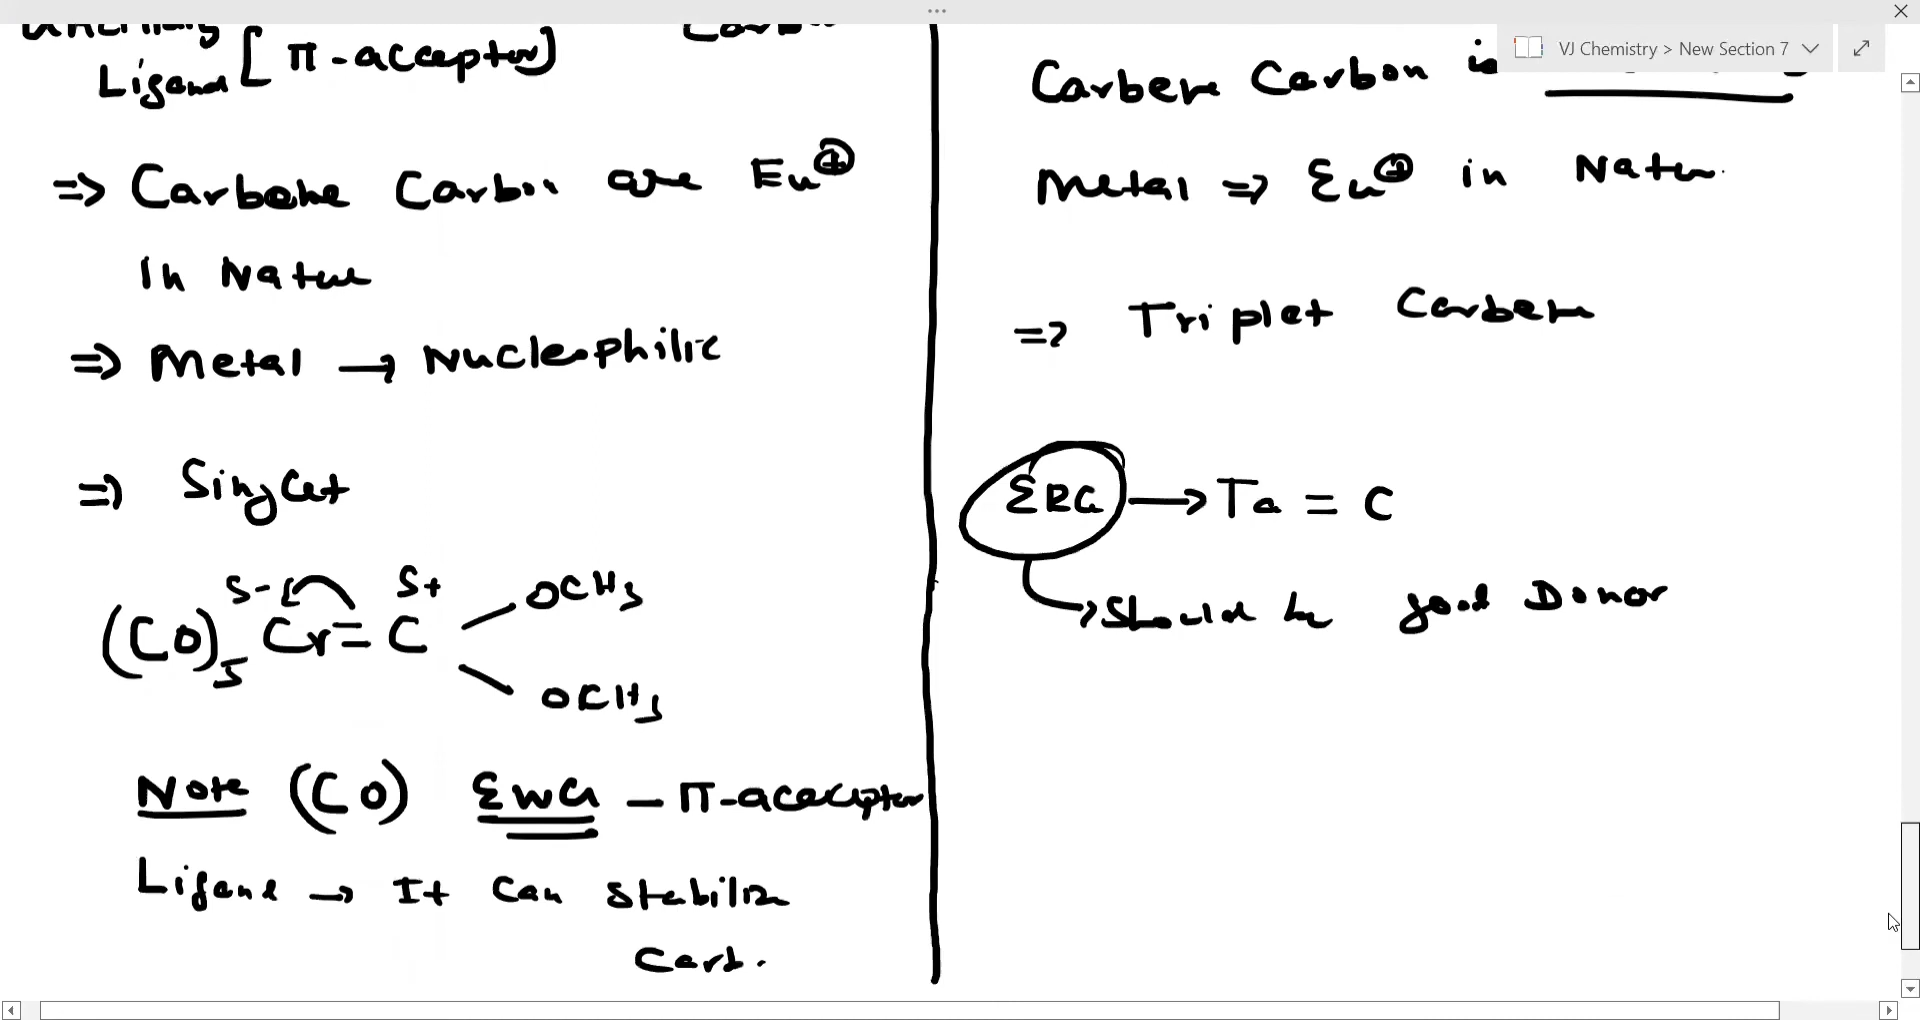 VJ Chemistry > New Section 7
Ligand [π-acceptor]
=> Carbene Carbon are Eu⊕
in Nature
=> Metal → Nucleophilic
=> Singlet
δ- δ+
(CO)5 Cr=C
OCH3
OCH3
Note (CO) EWG - π-acceptor
Ligand → It Can Stabilize
Carb.
Carbene Carbon is
Metal => Eu⊕ in Nature
=> Triplet Carbene
ERG → Ta = C
→ Should be good Donor